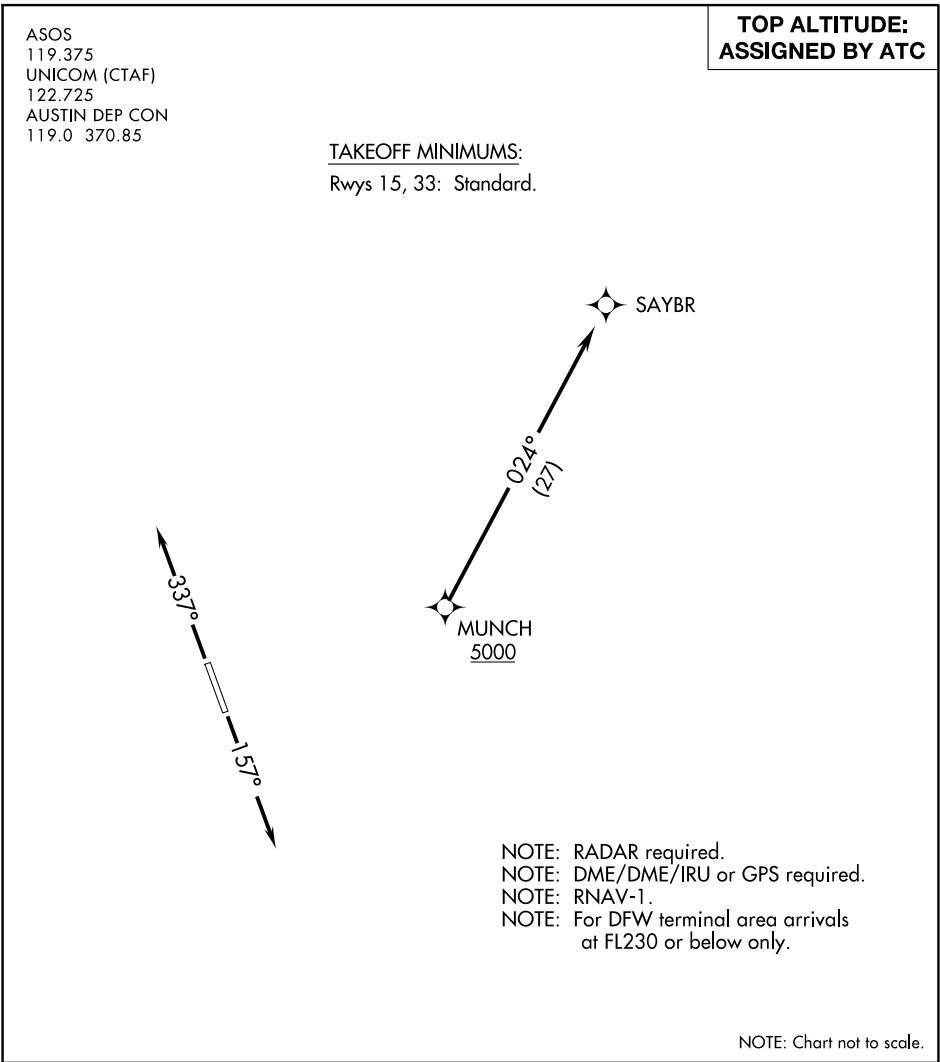 ASOS
119.375
UNICOM (CTAF)
122.725
AUSTIN DEP CON
119.0 370.85
TOP ALTITUDE:
ASSIGNED BY ATC
TAKEOFF MINIMUMS:
Rwys 15, 33: Standard.
SAYBR
024°
(27)
MUNCH
5000
337°
157°
NOTE: RADAR required.
NOTE: DME/DME/IRU or GPS required.
NOTE: RNAV-1.
NOTE: For DFW terminal area arrivals
at FL230 or below only.
NOTE: Chart not to scale.